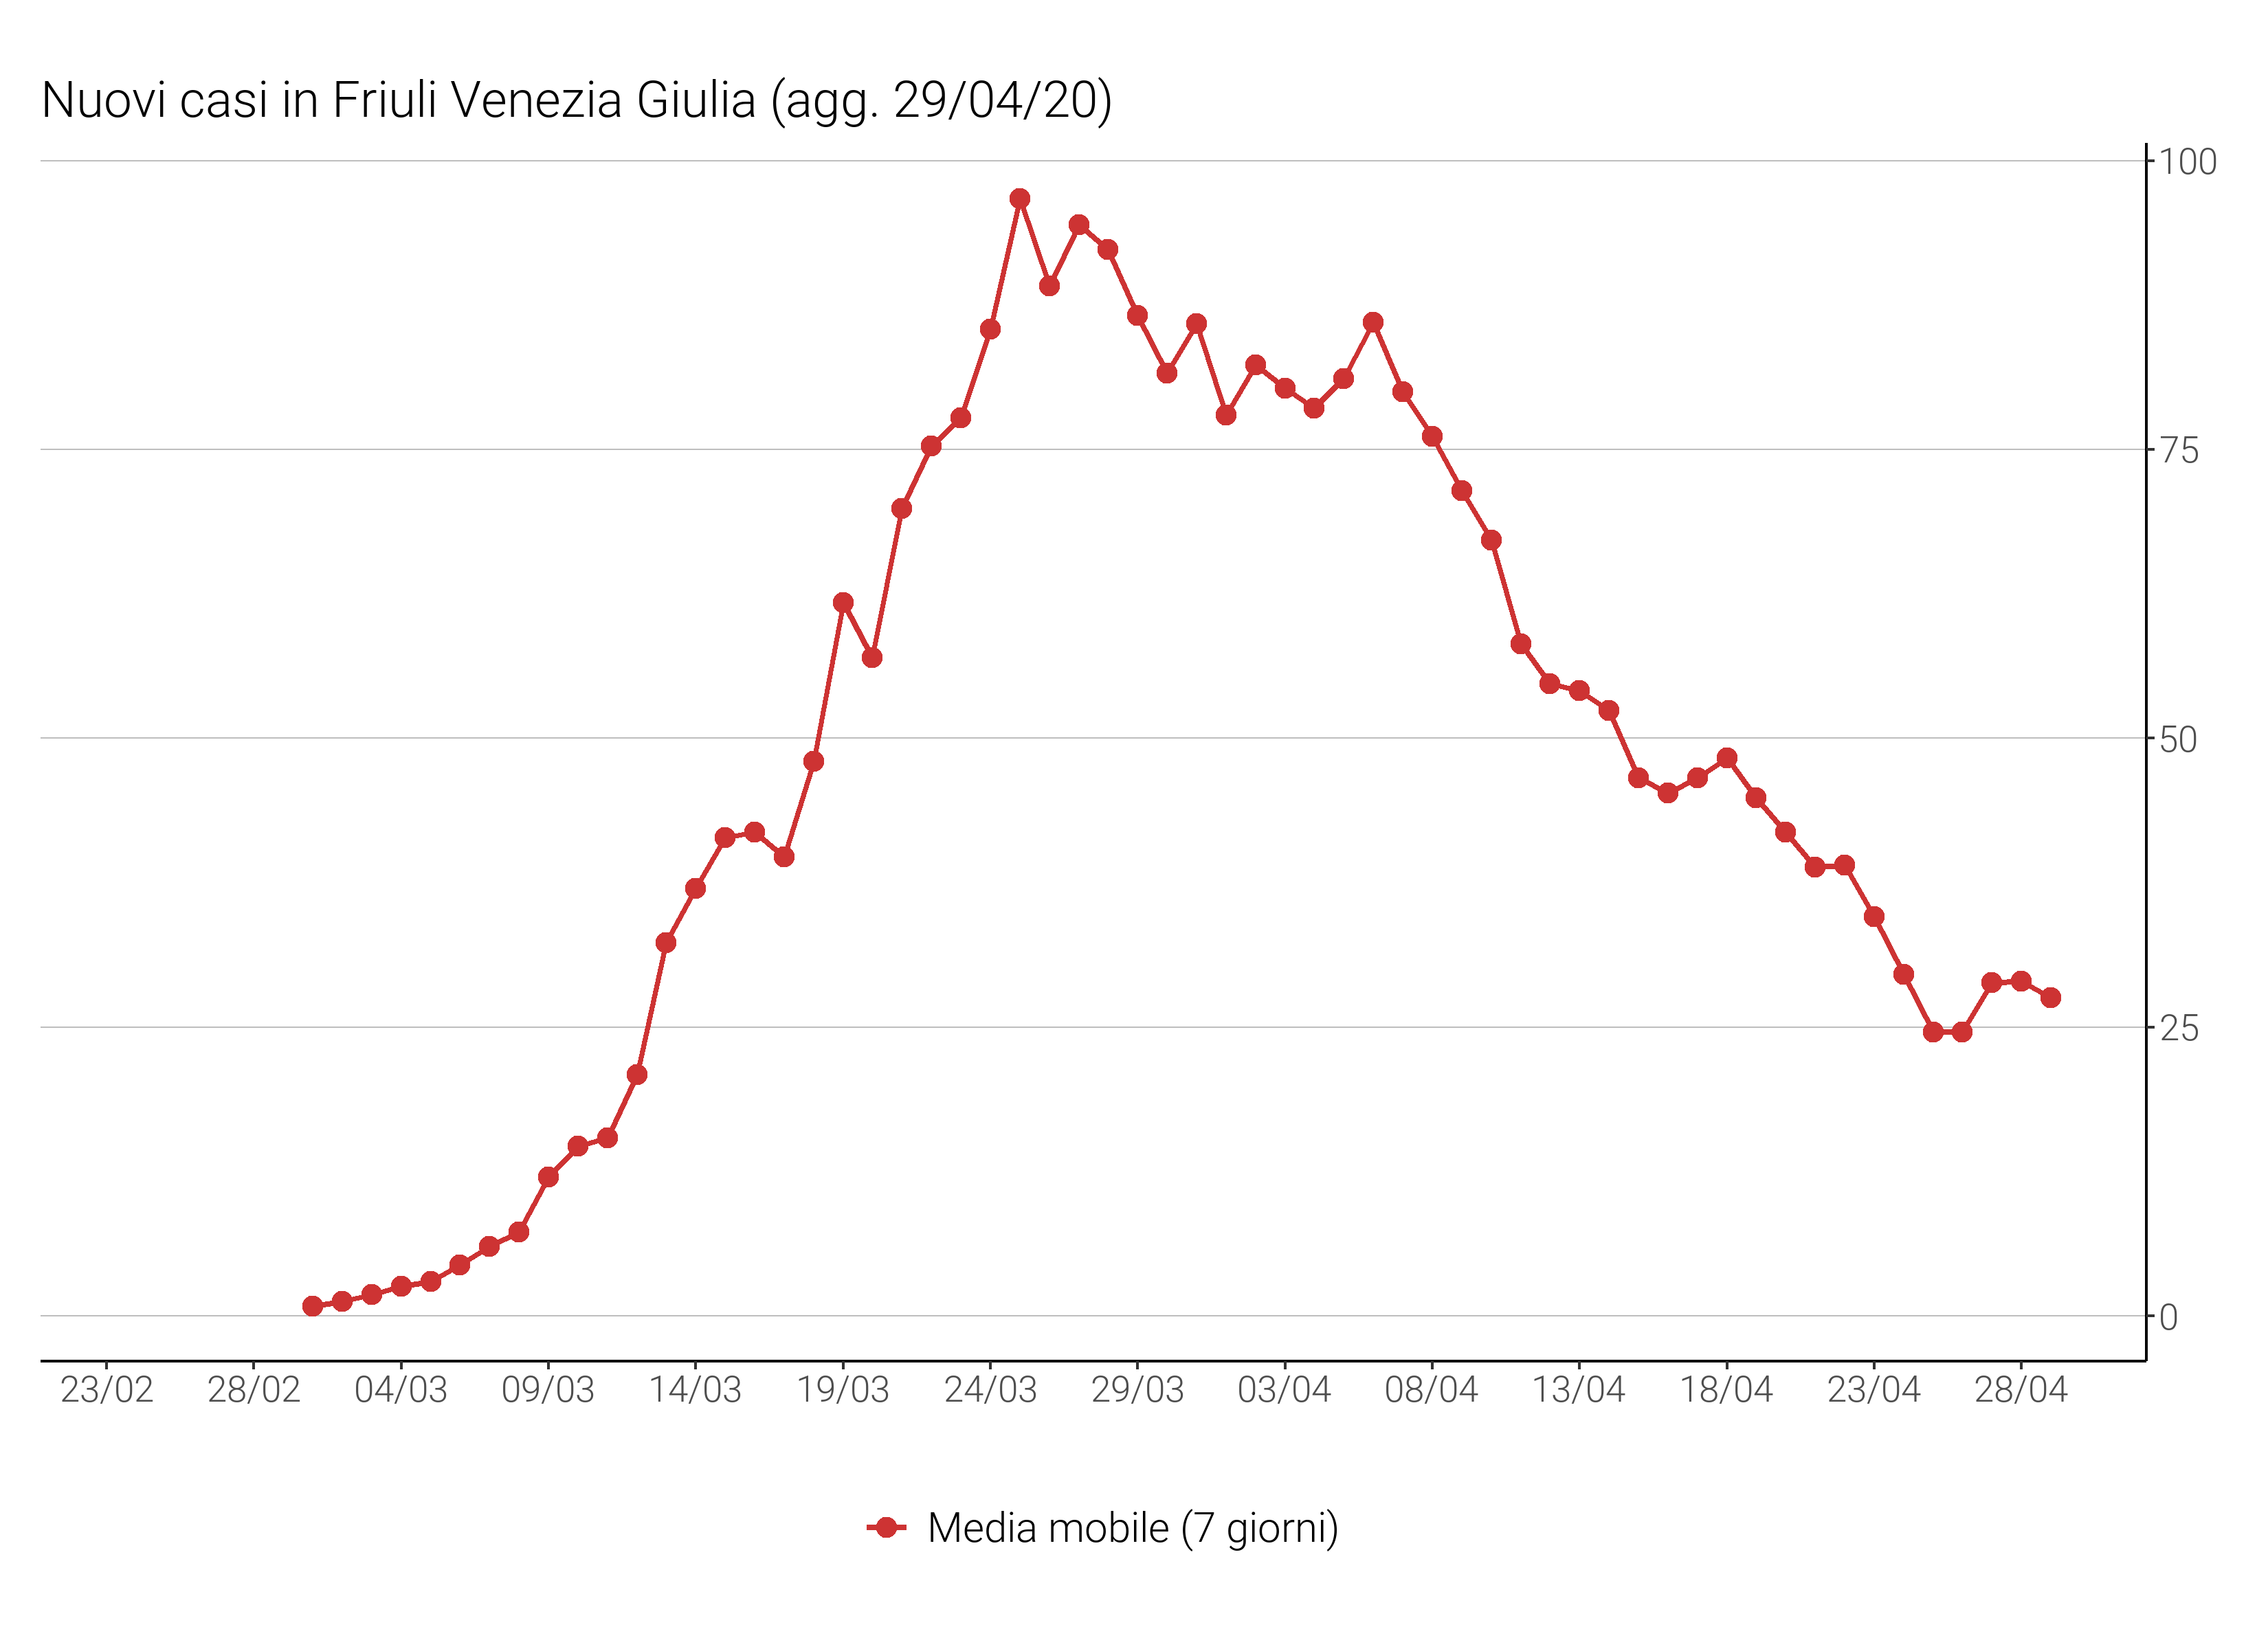 Nuovi casi in Friuli Venezia Giulia (agg. 29/04/20)
100
75
50
25
0
23/02 28/02 04/03 09/03 14/03 19/03 24/03 29/03 03/04 08/04 13/04 18/04 23/04 28/04
Media mobile (7 giorni)